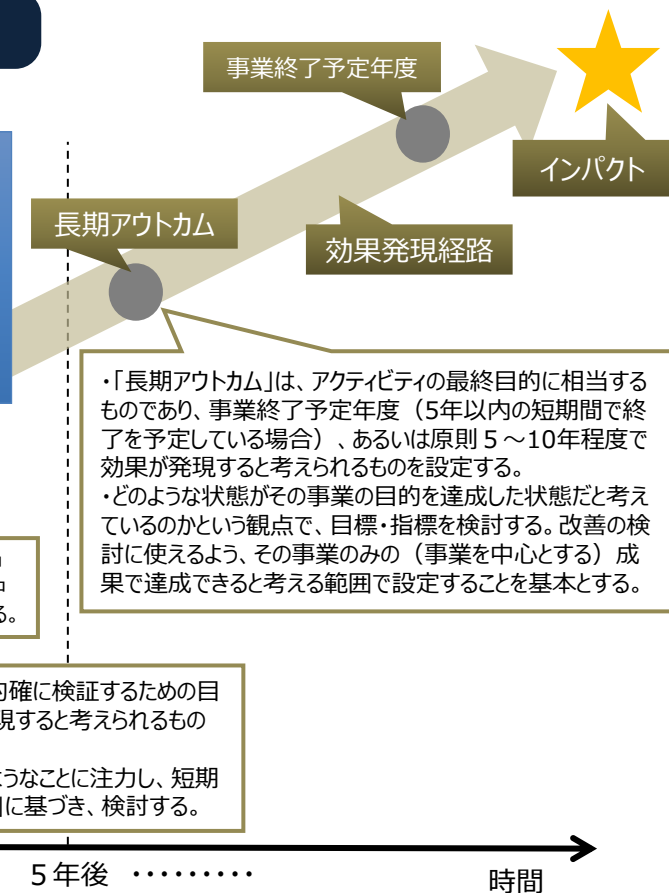 事業終了予定年度
インパクト
長期アウトカム
効果発現経路
・「長期アウトカム」は、アクティビティの最終目的に相当する
ものであり、事業終了予定年度（5年以内の短期間で終
了を予定している場合）、あるいは原則５～10年程度で
効果が発現すると考えられるものを設定する。
・どのような状態がその事業の目的を達成した状態だと考え
ているのかという観点で、目標・指標を検討する。改善の検
討に使えるよう、その事業のみの（事業を中心とする）成
果で達成できると考える範囲で設定することを基本とする。
る。
確に検証するための目
現すると考えられるもの
うなことに注力し、短期
に基づき、検討する。
５年後 ・・・・・・・・・
時間